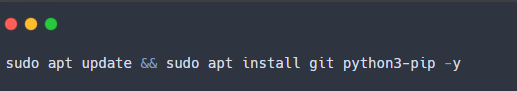 sudo apt update && sudo apt install git python3-pip -y